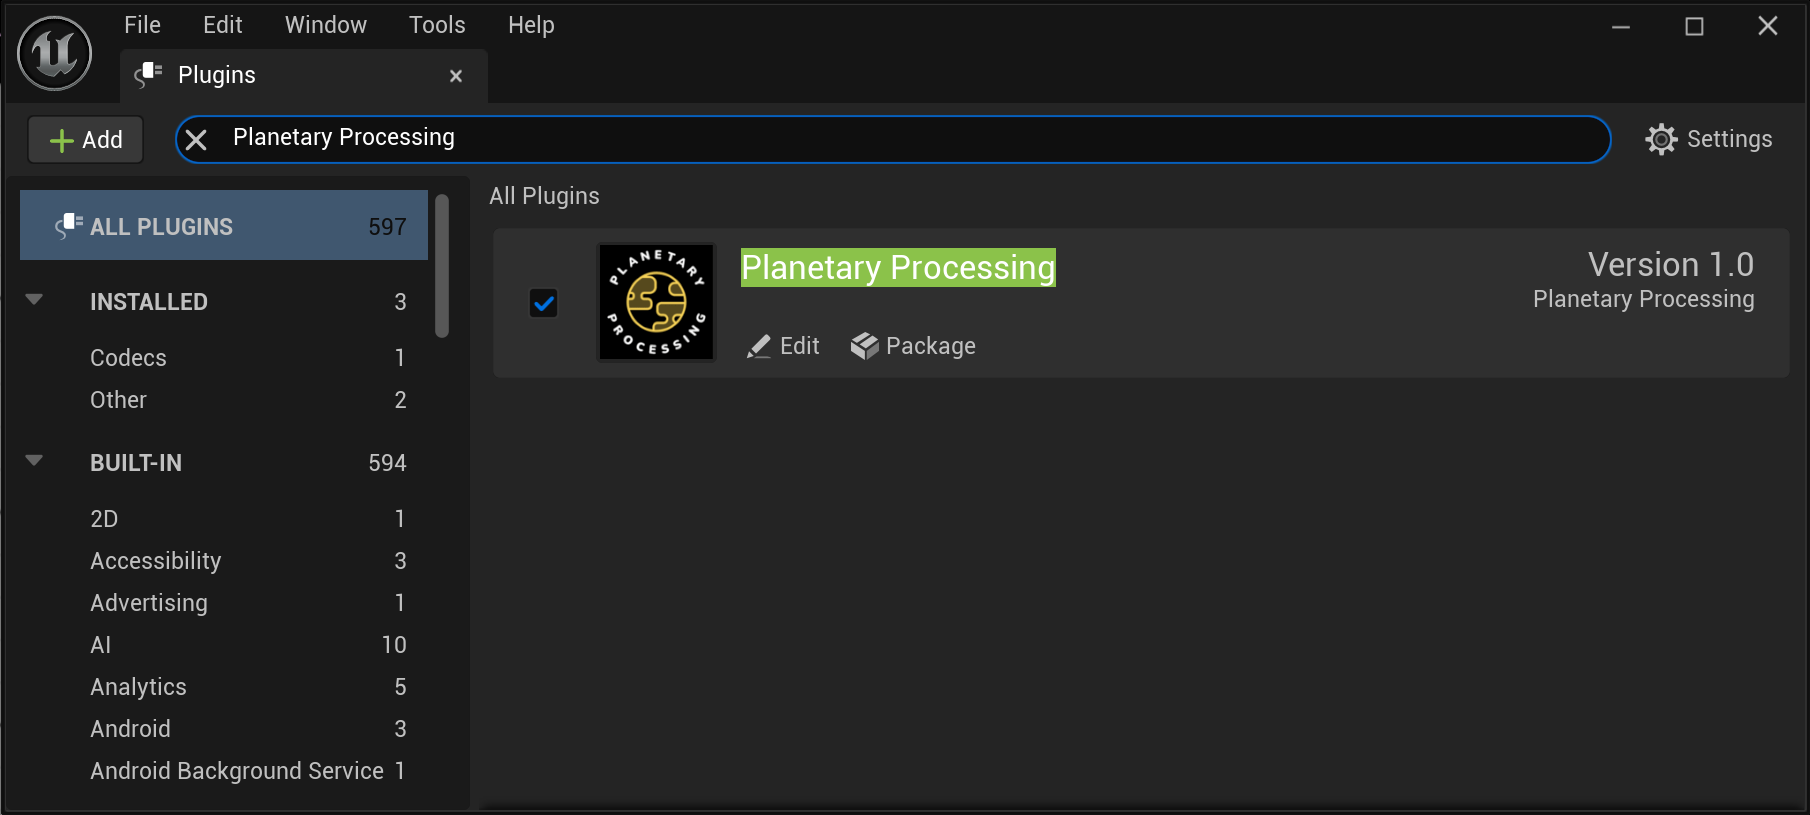 File Edit Window Tools Help
Plugins
Add
Planetary Processing
Settings
ALL PLUGINS 597
INSTALLED 3
Codecs 1
Other 2
BUILT-IN 594
2D 1
Accessibility 3
Advertising 1
AI 10
Analytics 5
Android 3
Android Background Service 1
All Plugins
PLANETARY
PROCESSING
Planetary Processing
Edit Package
Version 1.0
Planetary Processing